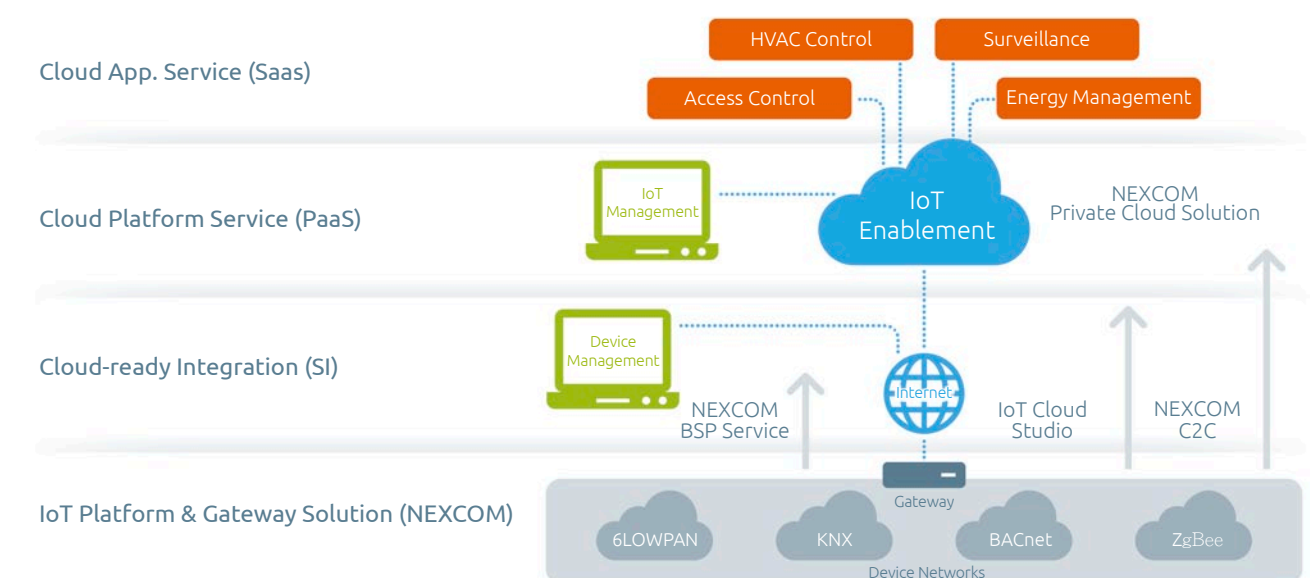 HVAC Control
Surveillance
Cloud App. Service (Saas)
Access Control
Energy Management
IoT
Management
IoT
Enablement
NEXCOM
Private Cloud Solution
Cloud Platform Service (PaaS)
Device
Management
Cloud-ready Integration (SI)
Internet
NEXCOM
BSP Service
IoT Cloud
Studio
NEXCOM
C2C
Gateway
IoT Platform & Gateway Solution (NEXCOM)
6LOWPAN
KNX
BACnet
ZgBee
Device Networks